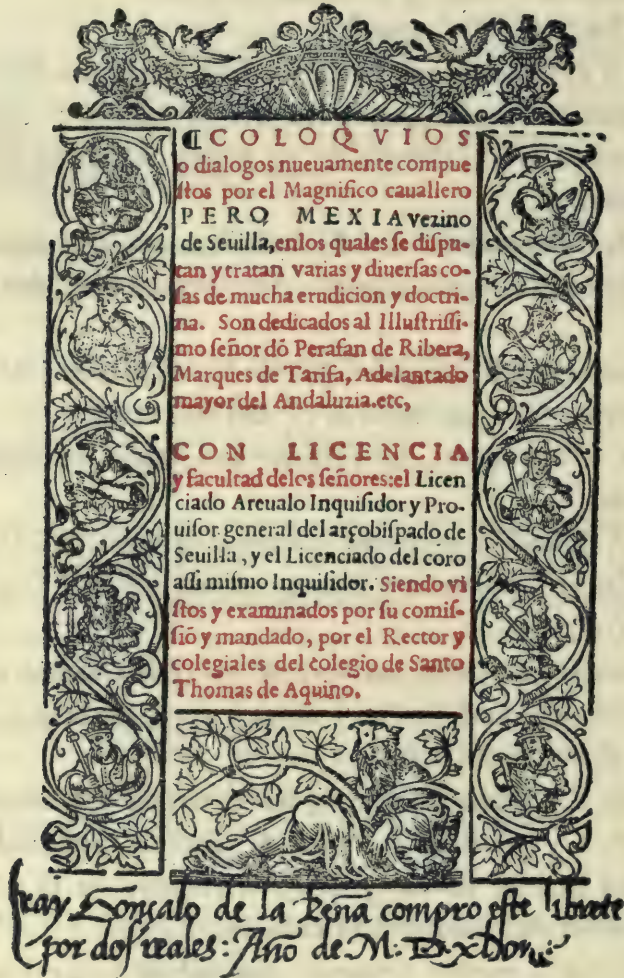 ¶ COLOQVIOS
o dialogos nueuamente compue
ſtos por el Magnifico cauallero
PERO MEXIA vezino
de Seuilla, enlos quales ſe diſpu-
tan y tratan varias y diuerſas co-
ſas de mucha erudicion y doctri-
na. Son dedicados al Illuſtriſſi-
mo ſeñor dõ Perafan de Ribera,
Marques de Tarifa, Adelantado
mayor del Andaluzia.etc,
CON LICENCIA
y facultad delos ſeñores:el Licen
ciado Areualo Inquiſidor y Pro-
uiſor general del arçobiſpado de
Seuilla, y el Licenciado del coro
aſſi miſmo Inquiſidor. Siendo vi
ſtos y examinados por ſu comiſ-
ſiõ y mandado, por el Rector y
colegiales del colegio de Santo
Thomas de Aquino.
fray Gonçalo de la Peña compro eſte librete
por doſ reales: Año de M: D.